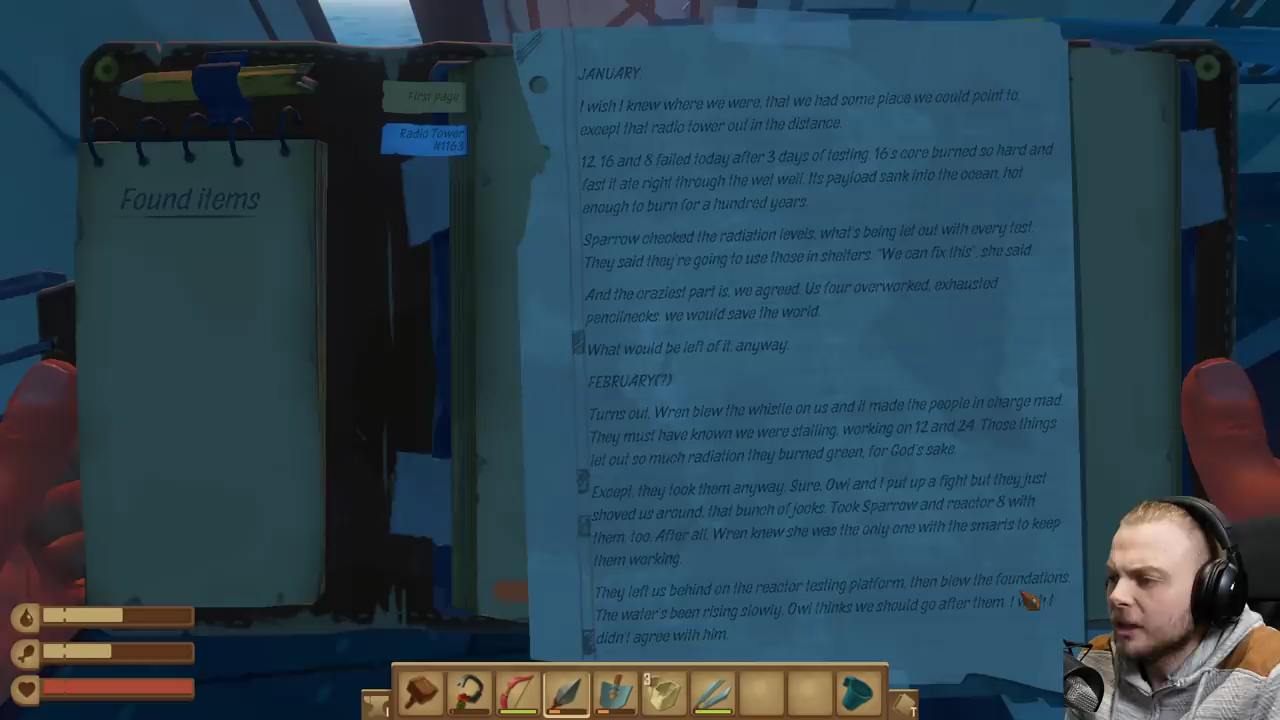 First page
Radio Tower
#1163
Found items
JANUARY:
I wish I knew where we were, that we had some place we could point to,
except that radio tower out in the distance.
12, 16 and 8 failed today after 3 days of testing. 16's core burned so hard and
fast it ate right through the wet well. Its payload sank into the ocean, hot
enough to burn for a hundred years.
Sparrow checked the radiation levels, what's being let out with every test.
They said they're going to use those in shelters. "We can fix this", she said.
And the craziest part is, we agreed. Us four overworked, exhausted
pencilnecks, we would save the world.
What would be left of it, anyway.
FEBRUARY(?)
Turns out, Wren blew the whistle on us and it made the people in charge mad.
They must have known we were stalling, working on 12 and 24. Those things
let out so much radiation they burned green, for God's sake.
Except, they took them anyway. Sure, Owl and I put up a fight but they just
shoved us around, that bunch of jocks. Took Sparrow and reactor 8 with
them, too. After all, Wren knew she was the only one with the smarts to keep
them working.
They left us behind on the reactor testing platform, then blew the foundations.
The water's been rising slowly. Owl thinks we should go after them. I I
didn't agree with him.
3
T